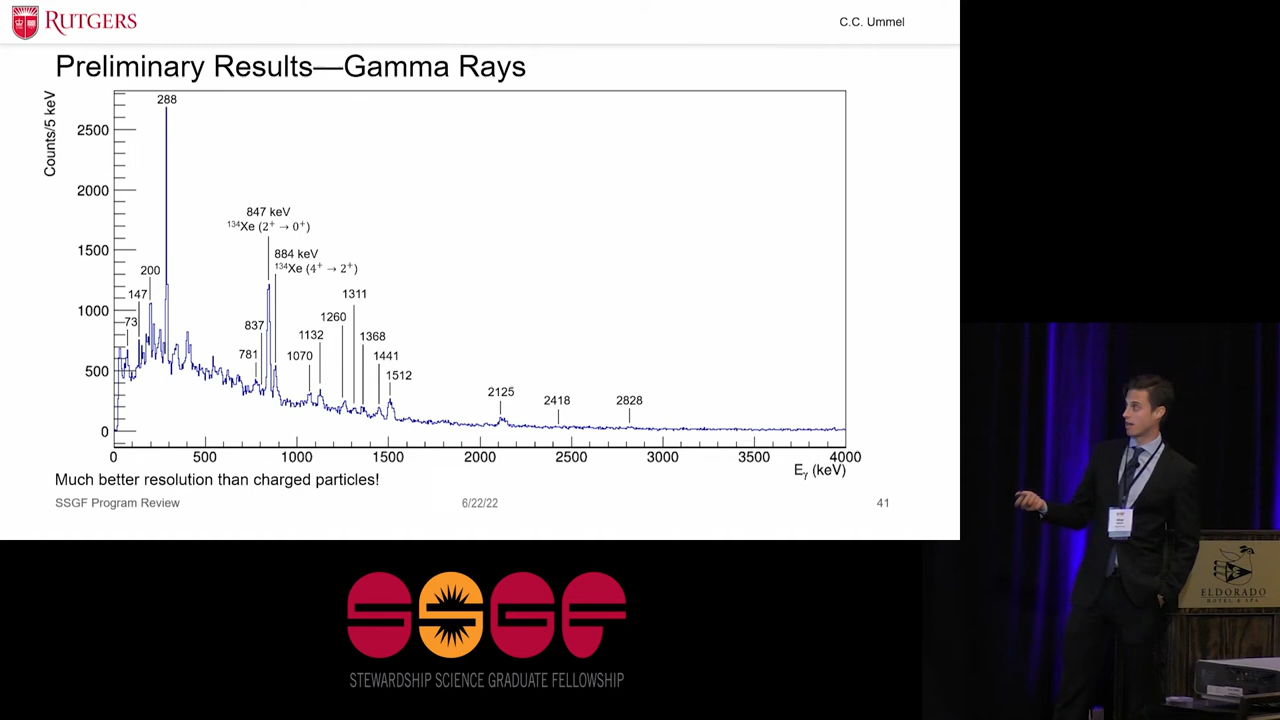 RUTGERS
C.C. Ummel
Preliminary Results—Gamma Rays
Counts/5 keV
2500
2000
1500
1000
500
0
288
847 keV
¹³⁴Xe (2⁺ → 0⁺)
884 keV
¹³⁴Xe (4⁺ → 2⁺)
200
147
73
837
781
1070
1132
1260
1311
1368
1441
1512
2125
2418
2828
0 500 1000 1500 2000 2500 3000 3500 4000
Eγ (keV)
Much better resolution than charged particles!
SSGF Program Review 6/22/22 41
SSGF
STEWARDSHIP SCIENCE GRADUATE FELLOWSHIP
ELDORADO
HOTEL & SPA